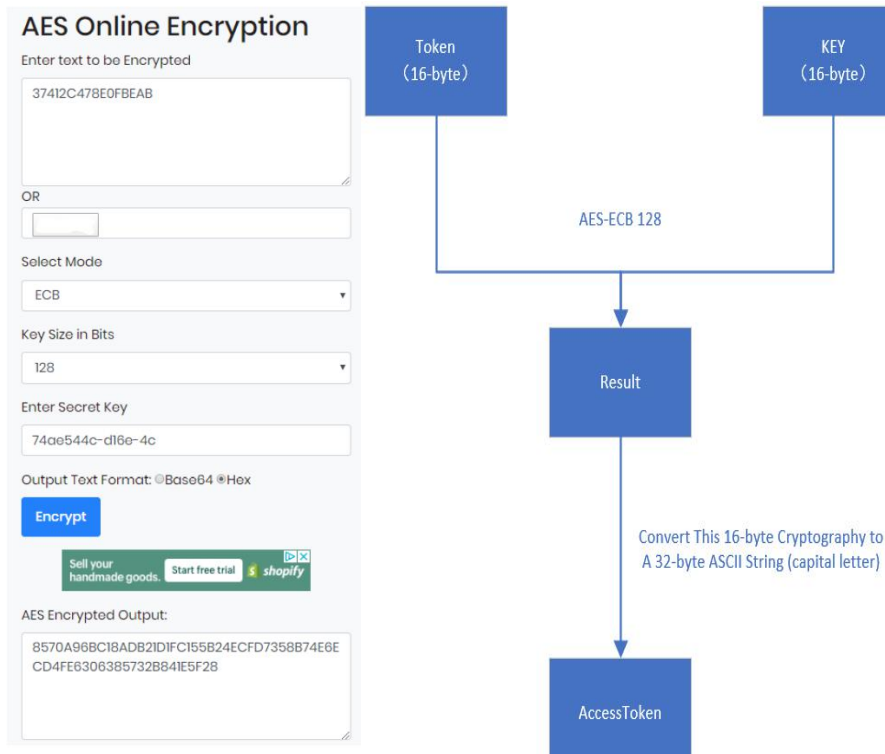 AES Online Encryption
Enter text to be Encrypted
37412C478E0FBEAB
OR
Select Mode
ECB
Key Size in Bits
128
Enter Secret Key
74ae544c-d16e-4c
Output Text Format: Base64 Hex
Encrypt
Sell your
handmade goods.
Start free trial
shopify
AES Encrypted Output:
8570A96BC18ADB21D1FC155B24ECFD7358B74E6E
CD4FE6306385732B841E5F28
Token
（16-byte）
KEY
（16-byte）
AES-ECB 128
Result
Convert This 16-byte Cryptography to
A 32-byte ASCII String (capital letter)
AccessToken